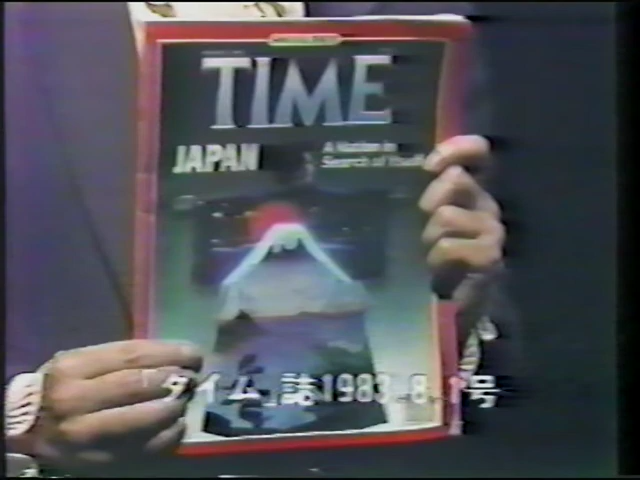 TIME
JAPAN
A Nation in
Search of Itself
「タイム」誌1983.8.1号